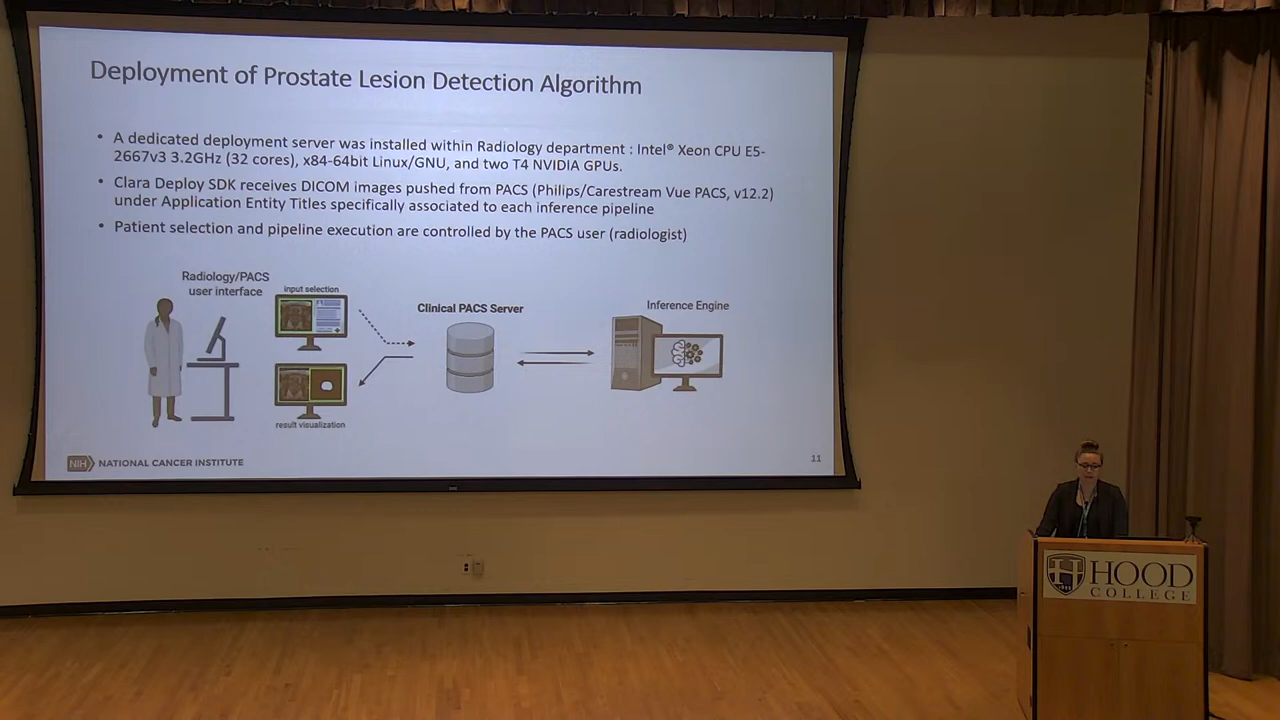 Deployment of Prostate Lesion Detection Algorithm
• A dedicated deployment server was installed within Radiology department : Intel® Xeon CPU E5-
2667v3 3.2GHz (32 cores), x84-64bit Linux/GNU, and two T4 NVIDIA GPUs.
• Clara Deploy SDK receives DICOM images pushed from PACS (Philips/Carestream Vue PACS, v12.2)
under Application Entity Titles specifically associated to each inference pipeline
• Patient selection and pipeline execution are controlled by the PACS user (radiologist)
Radiology/PACS
user interface
input selection
Clinical PACS Server
Inference Engine
result visualization
NIH NATIONAL CANCER INSTITUTE
11
HOOD
COLLEGE